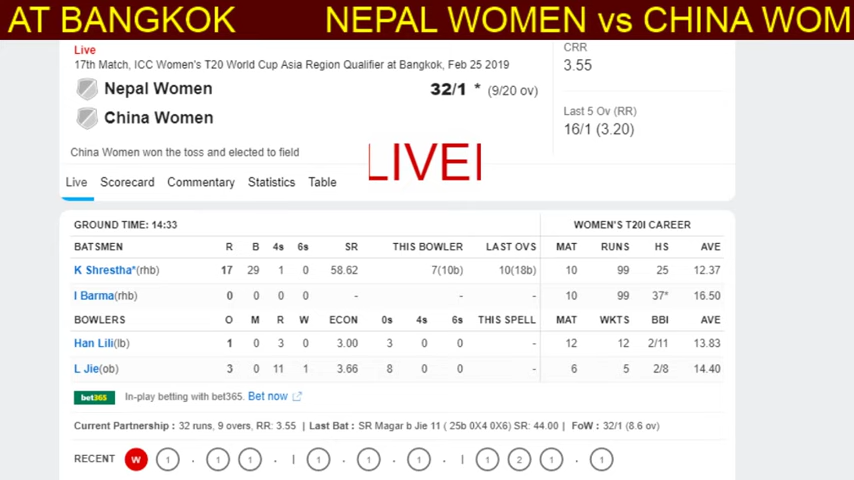 AT BANGKOK NEPAL WOMEN vs CHINA WOM
Live
17th Match, ICC Women's T20 World Cup Asia Region Qualifier at Bangkok, Feb 25 2019
Nepal Women 32/1 * (9/20 ov)
China Women
China Women won the toss and elected to field
CRR
3.55
Last 5 Ov (RR)
16/1 (3.20)
LIVE
Live Scorecard Commentary Statistics Table
GROUND TIME: 14:33 WOMEN'S T20I CAREER
BATSMEN R B 4s 6s SR THIS BOWLER LAST OVS MAT RUNS HS AVE
K Shrestha*(rhb) 17 29 1 0 58.62 7(10b) 10(18b) 10 99 25 12.37
I Barma(rhb) 0 0 0 0 - - - 10 99 37* 16.50
BOWLERS O M R W ECON 0s 4s 6s THIS SPELL MAT WKTS BBI AVE
Han Lili(lb) 1 0 3 0 3.00 3 0 0 - 12 12 2/11 13.83
L Jie(ob) 3 0 11 1 3.66 8 0 0 - 6 5 2/8 14.40
bet365 In-play betting with bet365. Bet now
Current Partnership : 32 runs, 9 overs, RR: 3.55 | Last Bat : SR Magar b Jie 11 ( 25b 0X4 0X6) SR: 44.00 | FoW : 32/1 (8.6 ov)
RECENT W 1 . 1 1 . | 1 . 1 . 1 . | 1 2 1 . 1